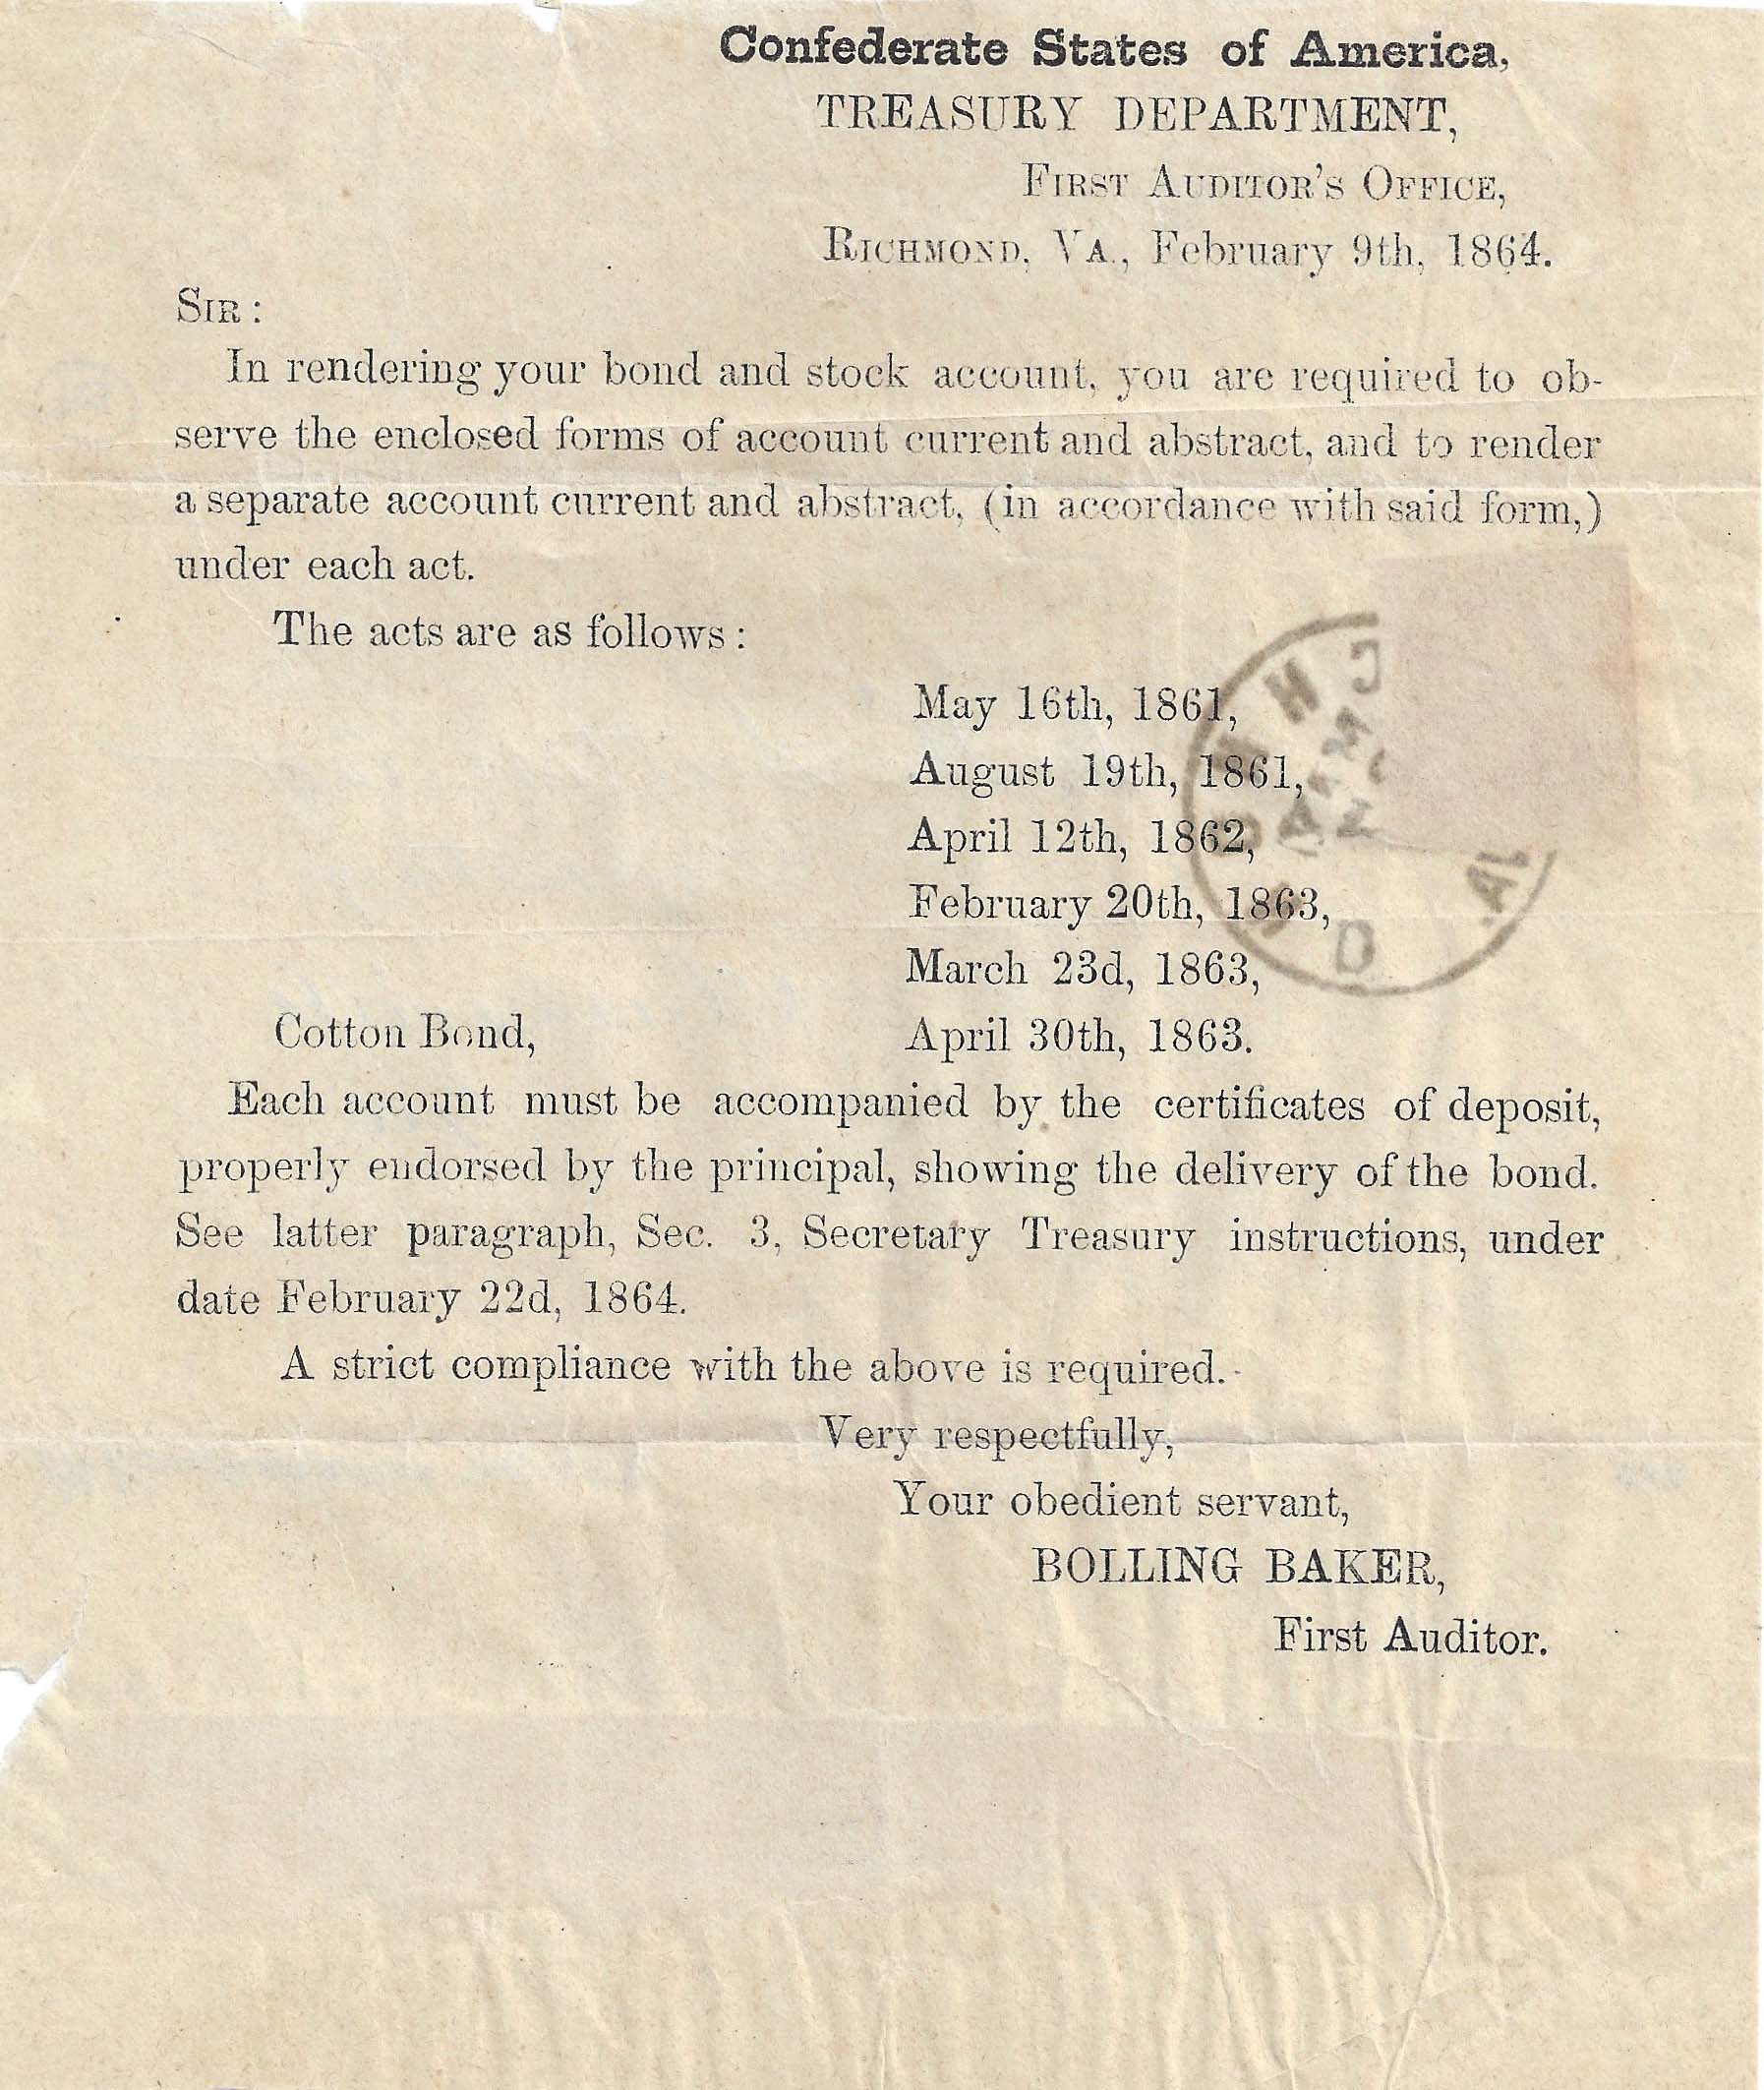 Confederate States of America,
TREASURY DEPARTMENT,
FIRST AUDITOR'S OFFICE,
RICHMOND, VA., February 9th, 1864.
SIR:
In rendering your bond and stock account, you are required to ob-
serve the enclosed forms of account current and abstract, and to render
a separate account current and abstract, (in accordance with said form,)
under each act.
The acts are as follows:
May 16th, 1861,
August 19th, 1861,
April 12th, 1862,
February 20th, 1863,
March 23d, 1863,
Cotton Bond, April 30th, 1863.
Each account must be accompanied by the certificates of deposit,
properly endorsed by the principal, showing the delivery of the bond.
See latter paragraph, Sec. 3, Secretary Treasury instructions, under
date February 22d, 1864.
A strict compliance with the above is required.
Very respectfully,
Your obedient servant,
BOLLING BAKER,
First Auditor.